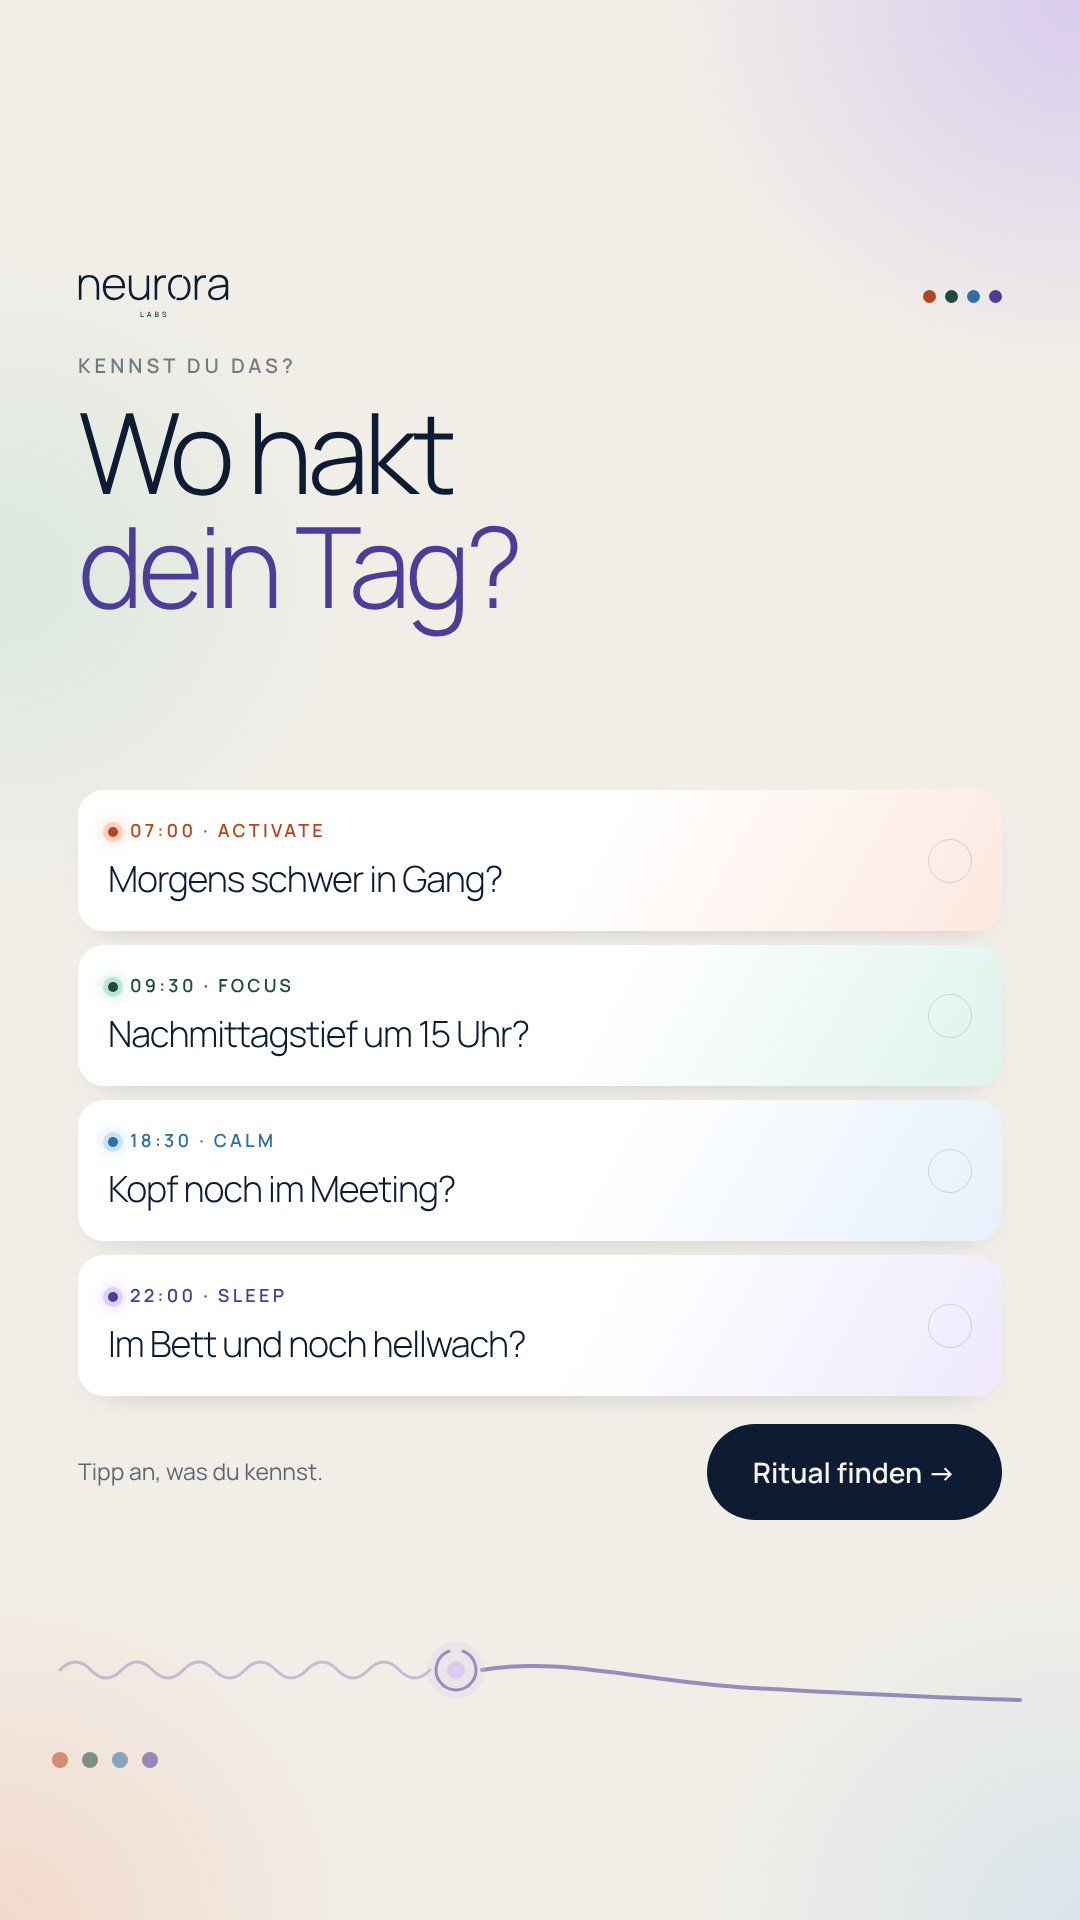 neurora
LABS
KENNST DU DAS?
Wo hakt
dein Tag?
07:00 · ACTIVATE
Morgens schwer in Gang?
09:30 · FOCUS
Nachmittagstief um 15 Uhr?
18:30 · CALM
Kopf noch im Meeting?
22:00 · SLEEP
Im Bett und noch hellwach?
Tipp an, was du kennst.
Ritual finden →